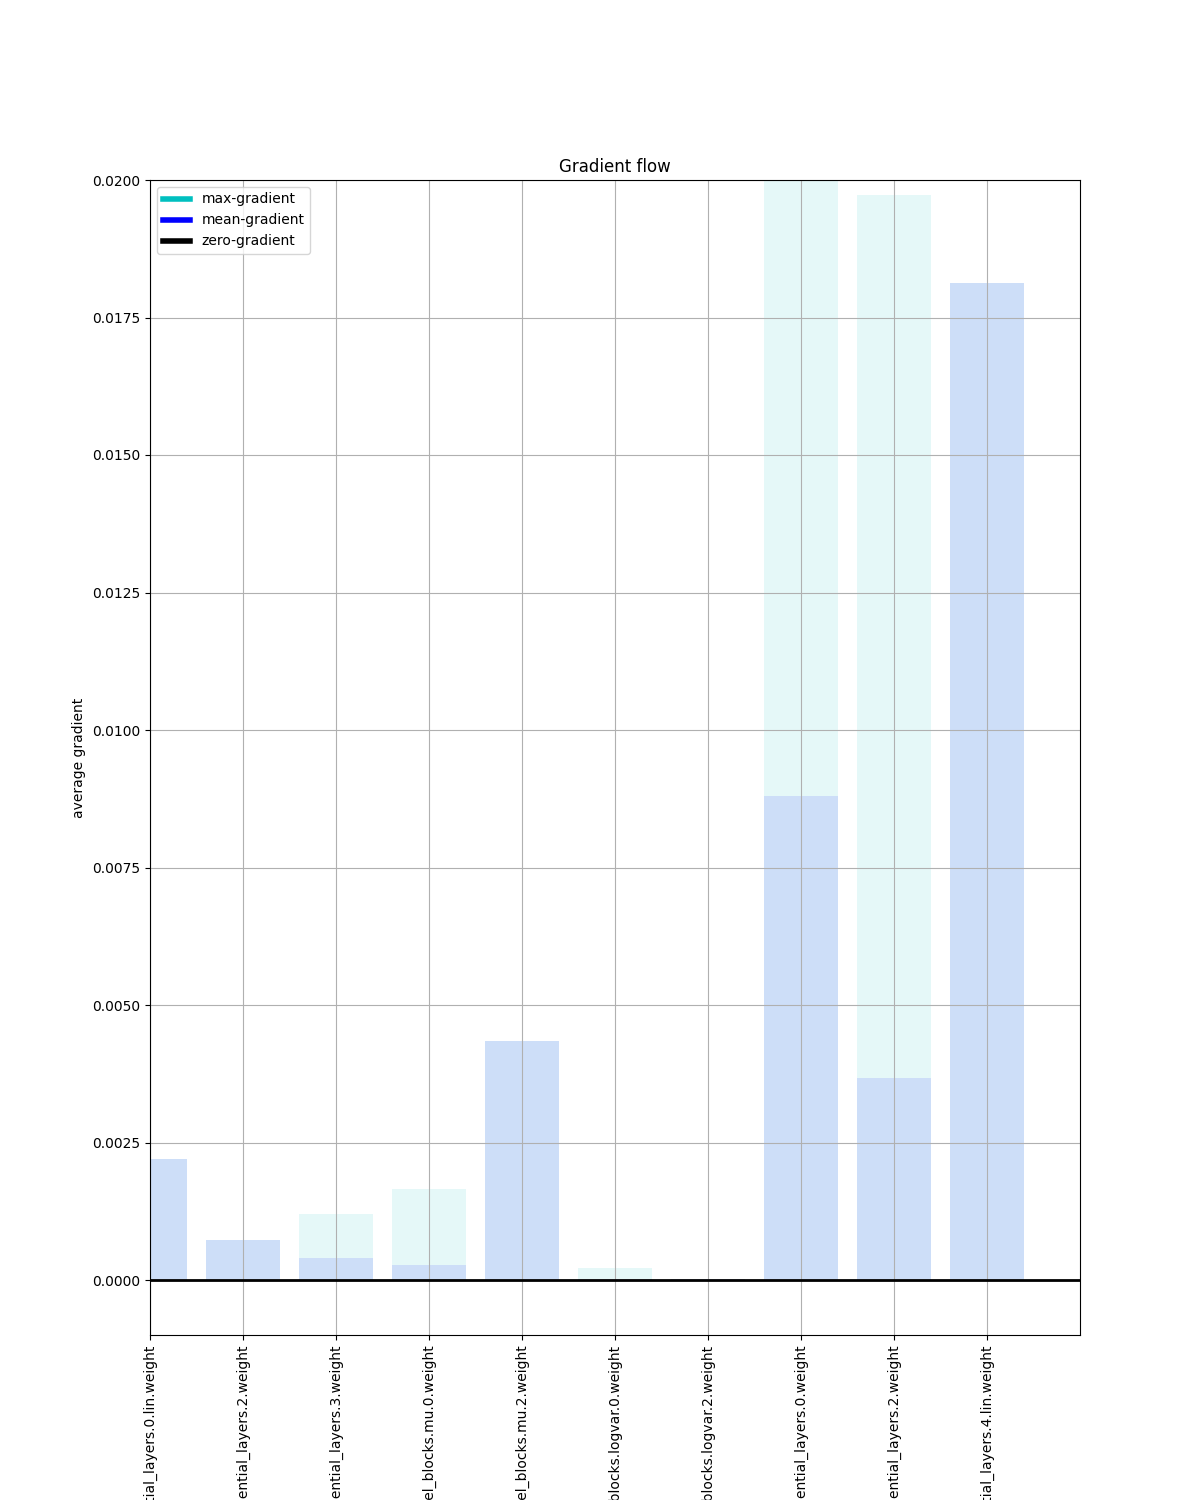 Gradient flow
max-gradient
mean-gradient
zero-gradient
0.0200
0.0175
0.0150
0.0125
0.0100
0.0075
0.0050
0.0025
0.0000
average gradient
tial_layers.0.lin.weight
ential_layers.2.weight
ential_layers.3.weight
el_blocks.mu.0.weight
el_blocks.mu.2.weight
blocks.logvar.0.weight
blocks.logvar.2.weight
ential_layers.0.weight
ential_layers.2.weight
tial_layers.4.lin.weight